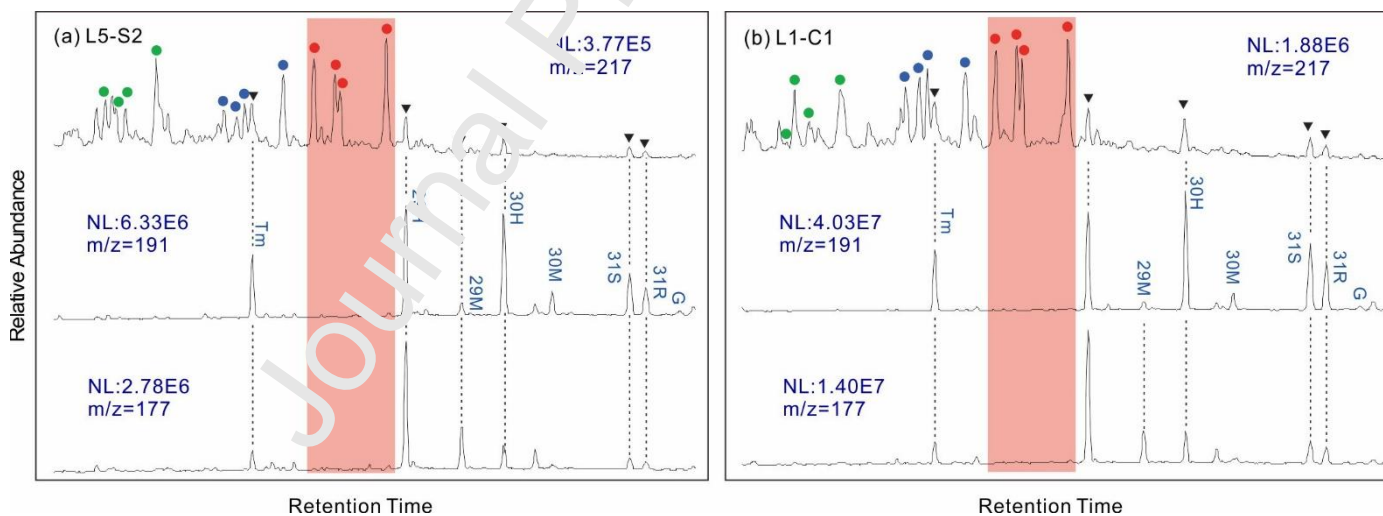 Journal P
(a) L5-S2
NL:3.77E5
m/z=217
NL:6.33E6
m/z=191
Tm
29M
30H
30M
31S
31R
G
NL:2.78E6
m/z=177
Retention Time
Relative Abundance
(b) L1-C1
NL:1.88E6
m/z=217
NL:4.03E7
m/z=191
Tm
29M
30H
30M
31S
31R
G
NL:1.40E7
m/z=177
Retention Time